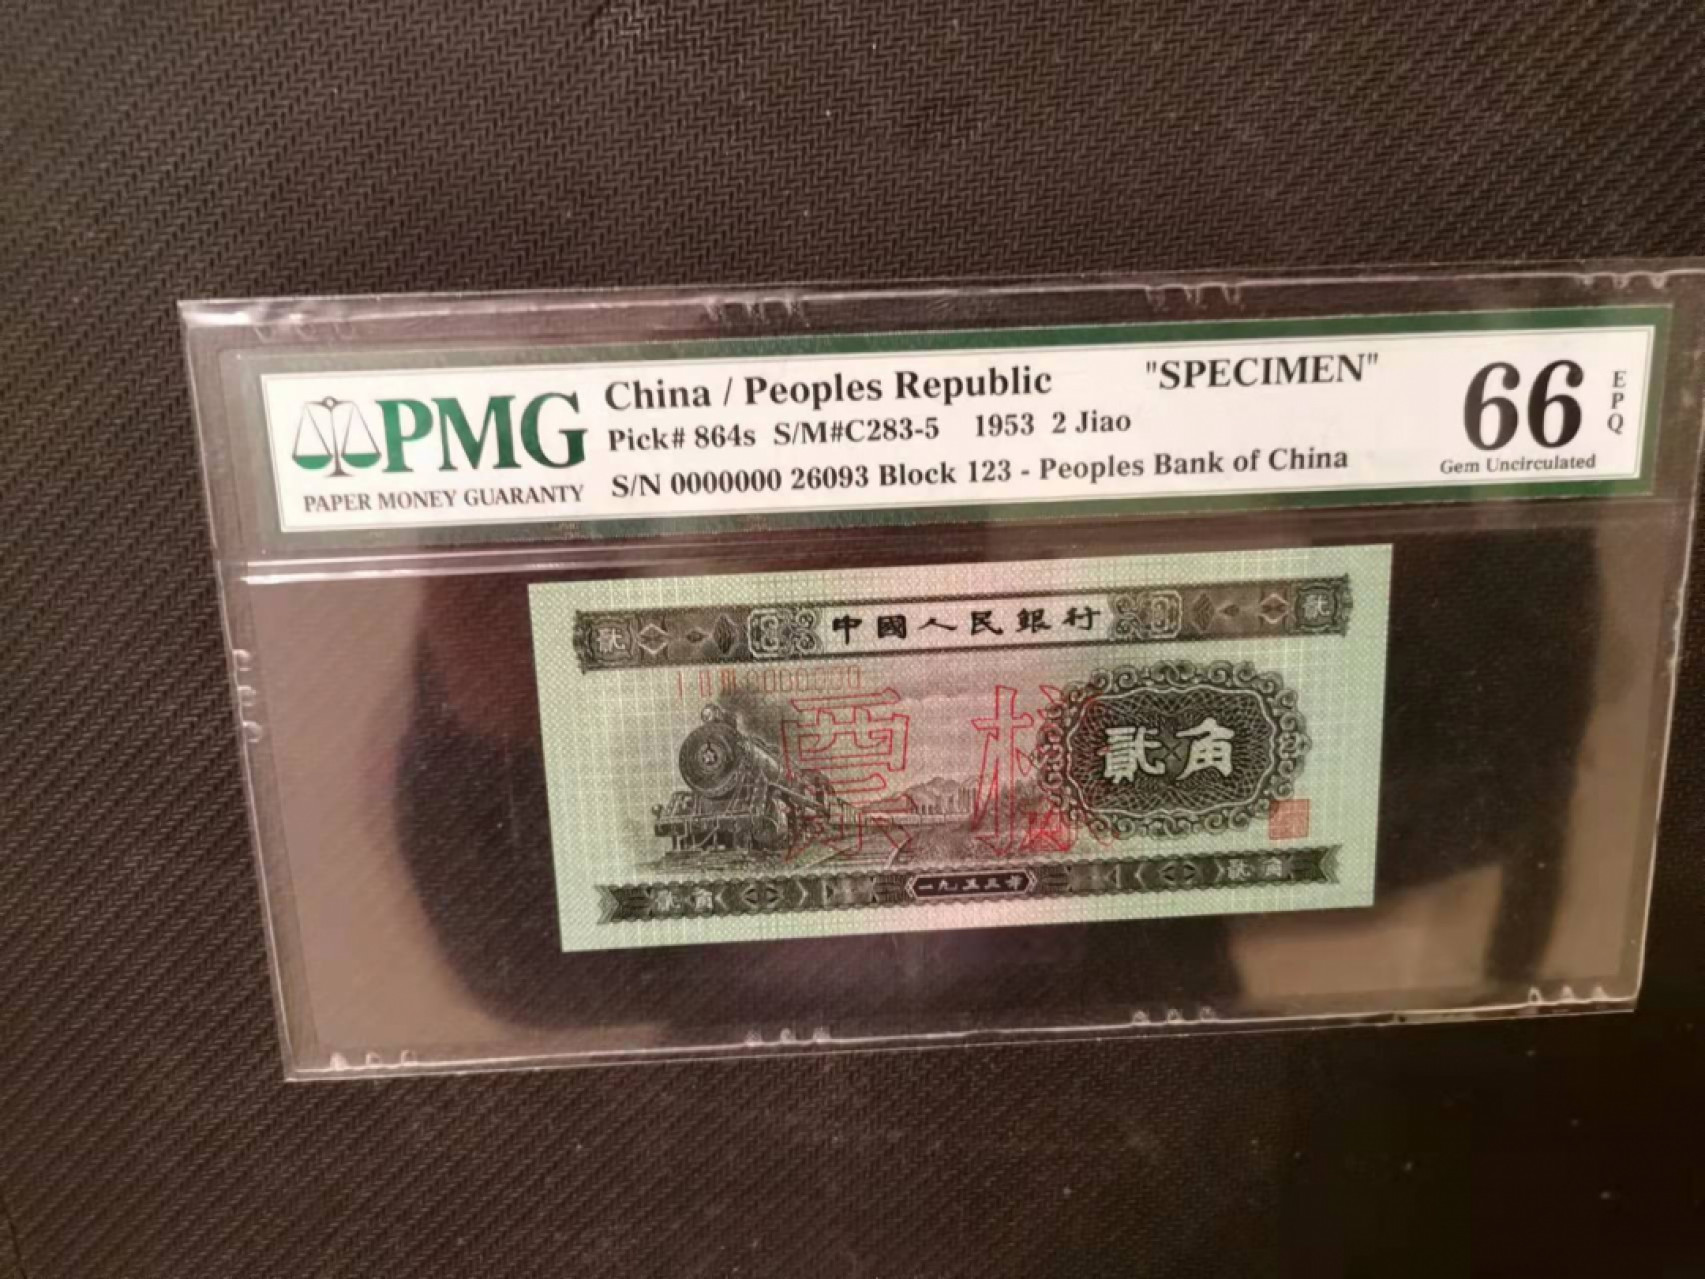 PMG
PAPER MONEY GUARANTY
China / Peoples Republic "SPECIMEN"
Pick# 864s S/M#C283-5 1953 2 Jiao
S/N 0000000 26093 Block 123 - Peoples Bank of China
66
EPQ
Gem Uncirculated
貳 中國人民銀行 貳
I II III 0000000
票樣
貳角
貳角 一九五三年 貳角